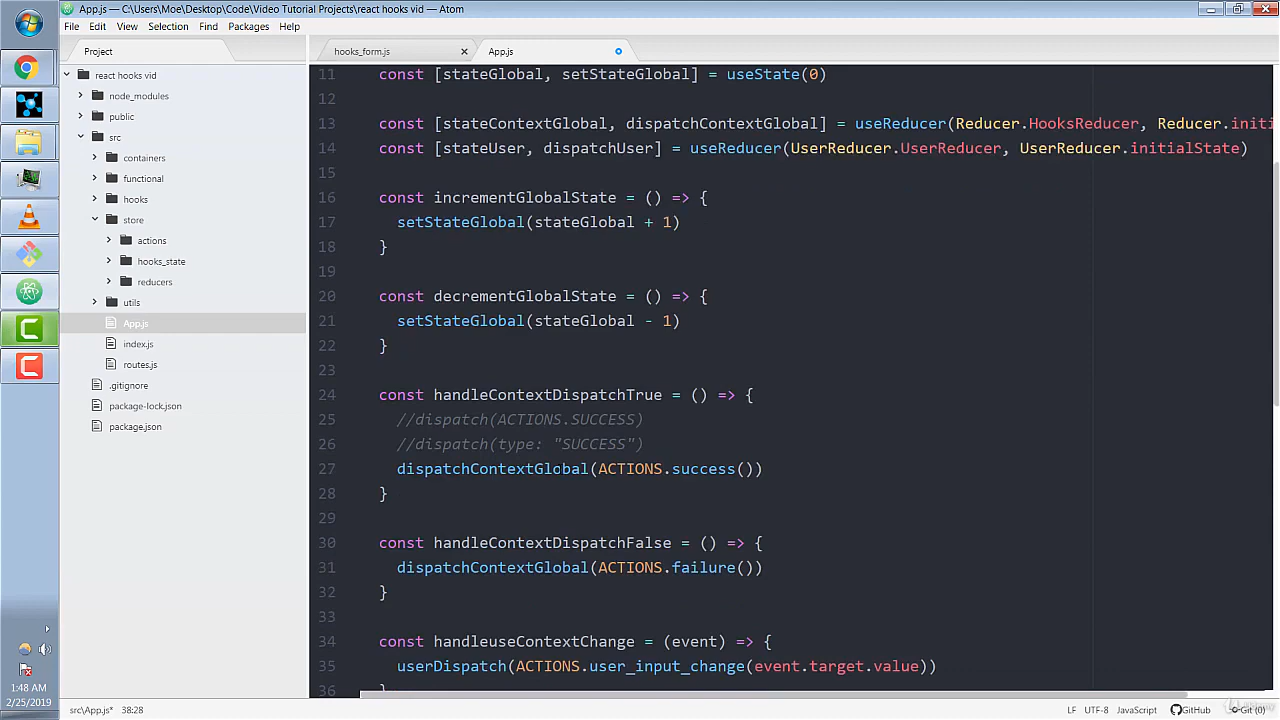 App.js — C:\Users\Moe\Desktop\Code\Video Tutorial Projects\react hooks vid — Atom
File Edit View Selection Find Packages Help
Project
hooks_form.js
App.js
react hooks vid
node_modules
public
src
containers
functional
hooks
store
actions
hooks_state
reducers
utils
App.js
index.js
routes.js
.gitignore
package-lock.json
package.json
11 const [stateGlobal, setStateGlobal] = useState(0)
12
13 const [stateContextGlobal, dispatchContextGlobal] = useReducer(Reducer.HooksReducer, Reducer.initi
14 const [stateUser, dispatchUser] = useReducer(UserReducer.UserReducer, UserReducer.initialState)
15
16 const incrementGlobalState = () => {
17 setStateGlobal(stateGlobal + 1)
18 }
19
20 const decrementGlobalState = () => {
21 setStateGlobal(stateGlobal - 1)
22 }
23
24 const handleContextDispatchTrue = () => {
25 //dispatch(ACTIONS.SUCCESS)
26 //dispatch(type: "SUCCESS")
27 dispatchContextGlobal(ACTIONS.success())
28 }
29
30 const handleContextDispatchFalse = () => {
31 dispatchContextGlobal(ACTIONS.failure())
32 }
33
34 const handleuseContextChange = (event) => {
35 userDispatch(ACTIONS.user_input_change(event.target.value))
36 }
1:48 AM
2/25/2019
src\App.js* 38:28
LF UTF-8 JavaScript GitHub Git (0)